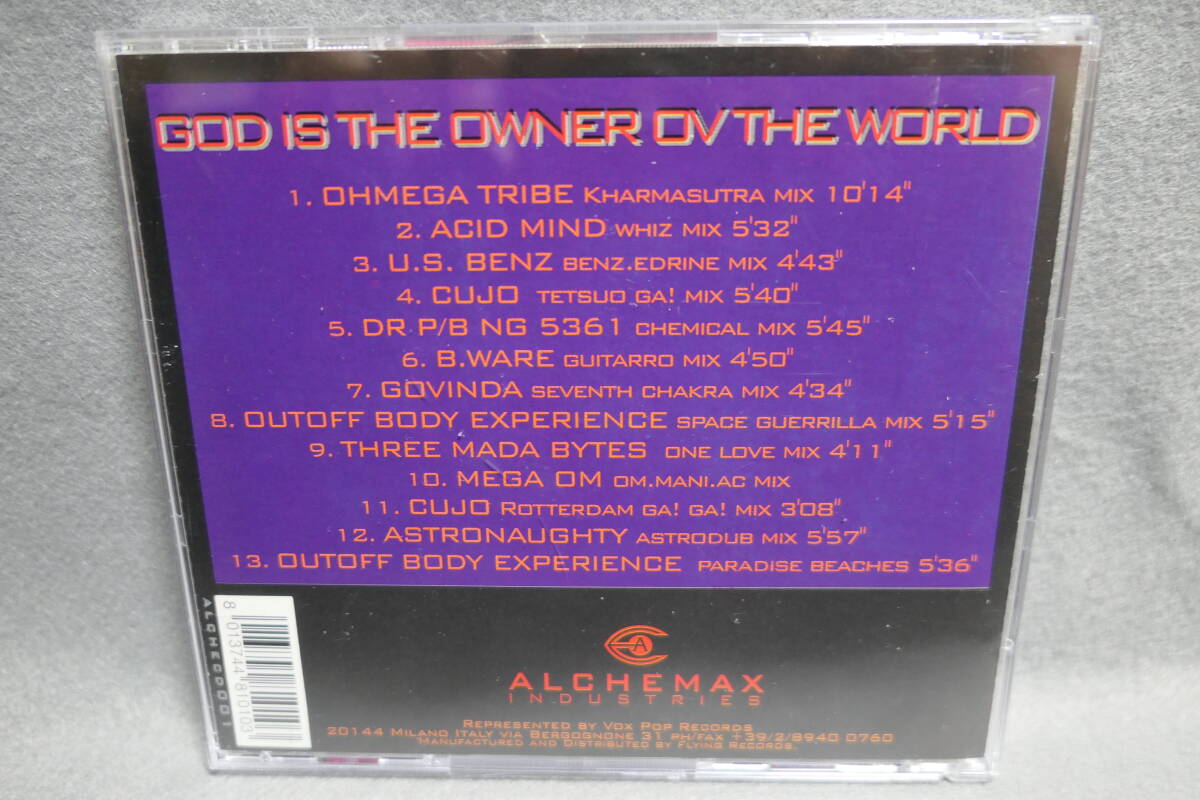 GOD IS THE OWNER OV THE WORLD
1. OHMEGA TRIBE KHARMASUTRA MIX 10'14"
2. ACID MIND WHIZ MIX 5'32"
3. U.S. BENZ BENZ.EDRINE MIX 4'43"
4. CUJO TETSUO GA! MIX 5'40"
5. DR P/B NG 5361 CHEMICAL MIX 5'45"
6. B.WARE GUITARRO MIX 4'50"
7. GOVINDA SEVENTH CHAKRA MIX 4'34"
8. OUTOFF BODY EXPERIENCE SPACE GUERRILLA MIX 5'15"
9. THREE MADA BYTES ONE LOVE MIX 4'11"
10. MEGA OM OM.MANI.AC MIX
11. CUJO ROTTERDAM GA! GA! MIX 3'08"
12. ASTRONAUGHTY ASTRODUB MIX 5'57"
13. OUTOFF BODY EXPERIENCE PARADISE BEACHES 5'36"
ALCHECD001
8 013744 810103
A
ALCHEMAX
INDUSTRIES
REPRESENTED BY VOX POP RECORDS
20144 MILANO ITALY VIA BERGOGNONE 31 PH/FAX +39/2/8940 0760
MANUFACTURED AND DISTRIBUTED BY FLYING RECORDS.